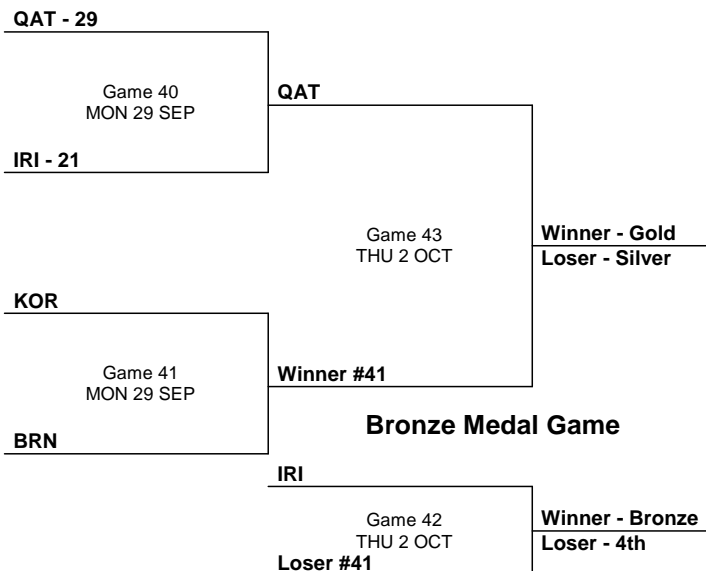 QAT - 29
Game 40
MON 29 SEP
QAT
IRI - 21
Game 43
THU 2 OCT
Winner - Gold
Loser - Silver
KOR
Game 41
MON 29 SEP
Winner #41
BRN
Bronze Medal Game
IRI
Game 42
THU 2 OCT
Winner - Bronze
Loser - 4th
Loser #41